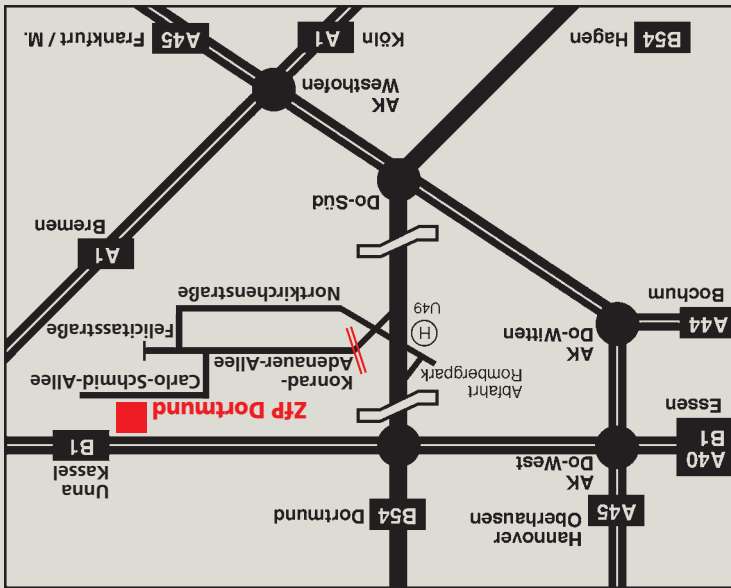 Hannover
Oberhausen
A45
B54
Dortmund
Unna
Kassel
B1
A40
B1
Essen
AK
Do-West
ZfP Dortmund
Abfahrt
Rombergpark
Konrad-
Adenauer-Allee
Carlo-Schmid-Allee
Felicitasstraße
H
U49
Nortkirchenstraße
A44
Bochum
AK
Do-Witten
A1
Bremen
Do-Süd
AK
Westhofen
B54
Hagen
A1
Köln
A45
Frankfurt / M.